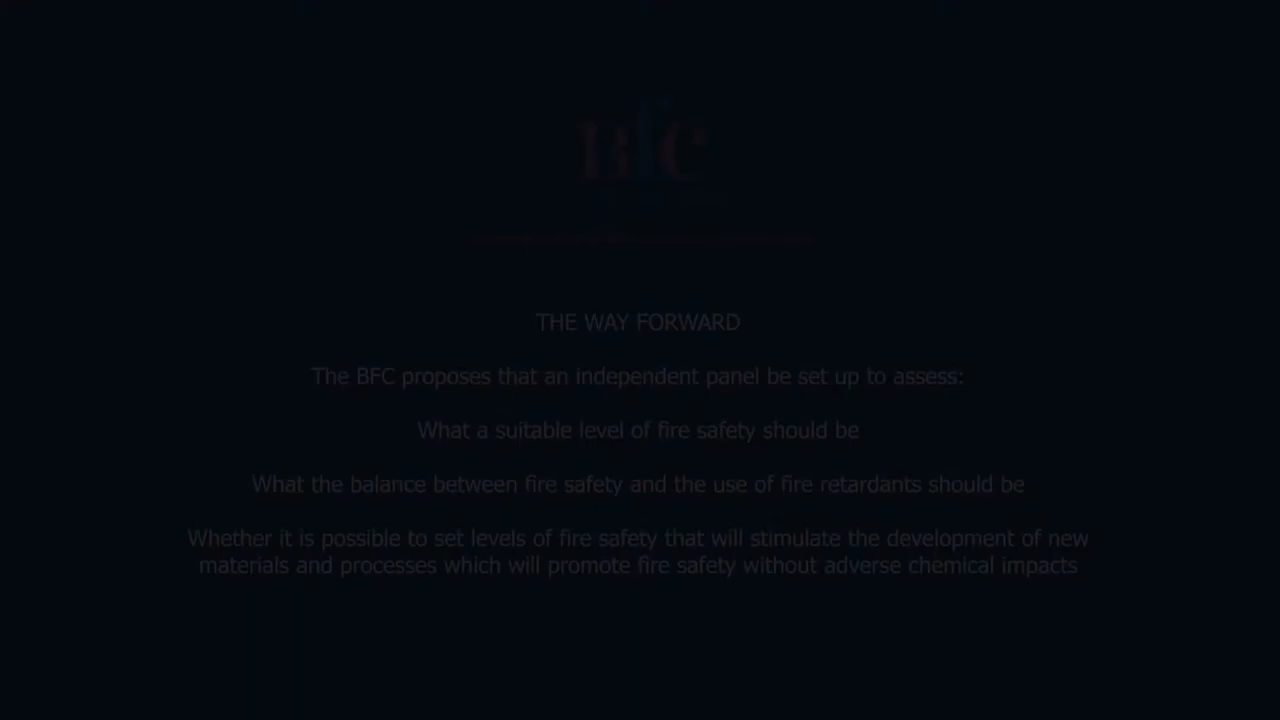 BfC
THE WAY FORWARD
The BFC proposes that an independent panel be set up to assess:
What a suitable level of fire safety should be
What the balance between fire safety and the use of fire retardants should be
Whether it is possible to set levels of fire safety that will stimulate the development of new
materials and processes which will promote fire safety without adverse chemical impacts